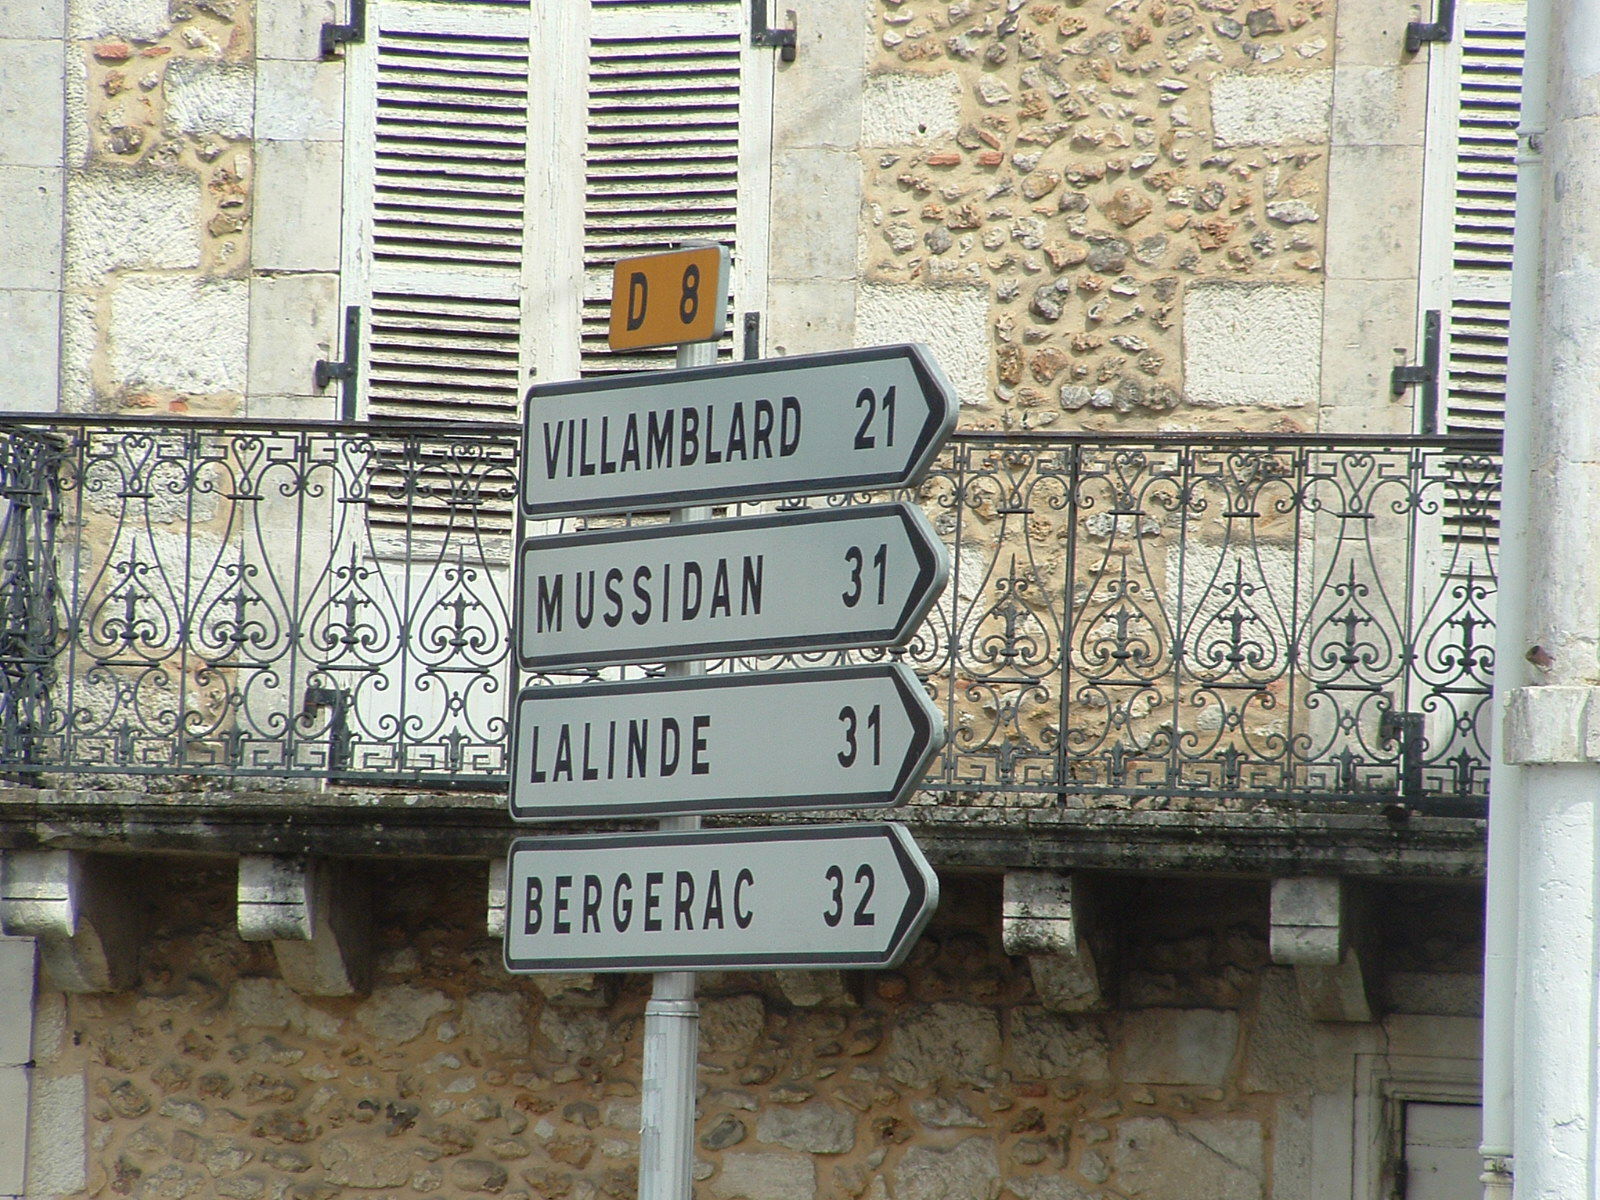 D 8
VILLAMBLARD 21
MUSSIDAN 31
LALINDE 31
BERGERAC 32